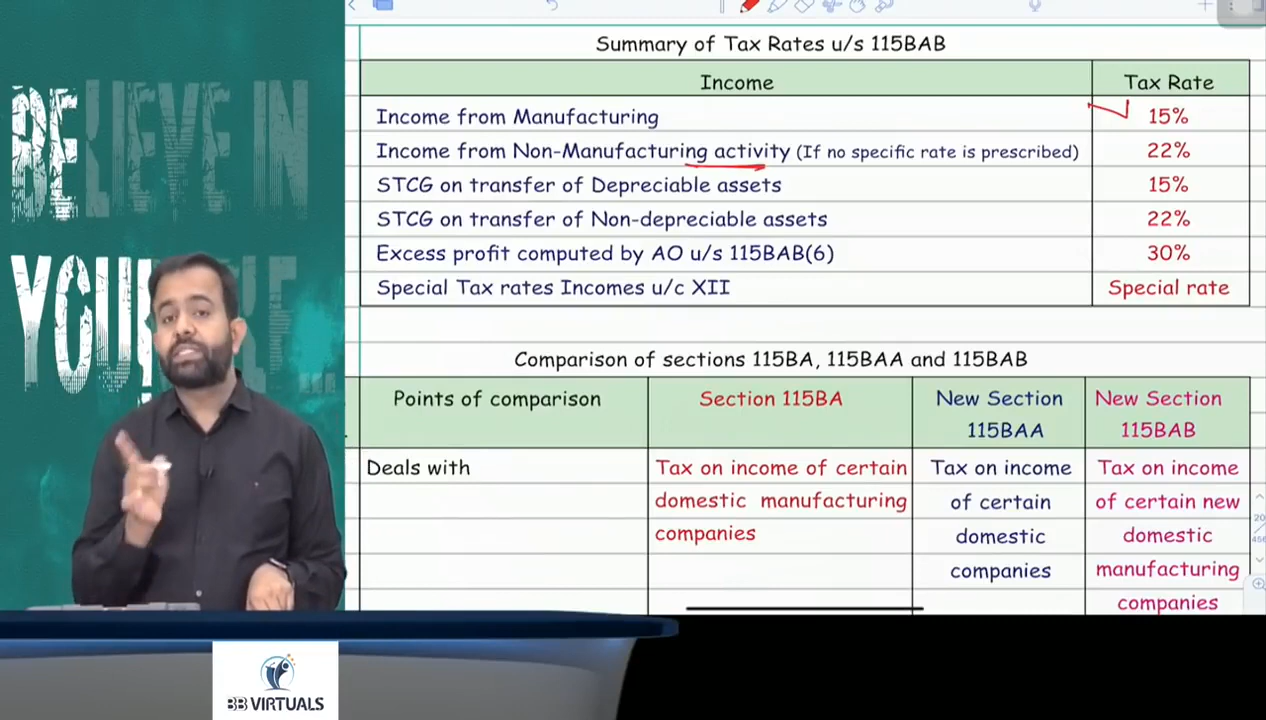 BELIEVE IN
YOU
Summary of Tax Rates u/s 115BAB
Income
Tax Rate
Income from Manufacturing
15%
Income from Non-Manufacturing activity (If no specific rate is prescribed)
22%
STCG on transfer of Depreciable assets
15%
STCG on transfer of Non-depreciable assets
22%
Excess profit computed by AO u/s 115BAB(6)
30%
Special Tax rates Incomes u/c XII
Special rate
Comparison of sections 115BA, 115BAA and 115BAB
Points of comparison
Section 115BA
New Section
115BAA
New Section
115BAB
Deals with
Tax on income of certain
domestic manufacturing
companies
Tax on income
of certain
domestic
companies
Tax on income
of certain new
domestic
manufacturing
companies
BB VIRTUALS